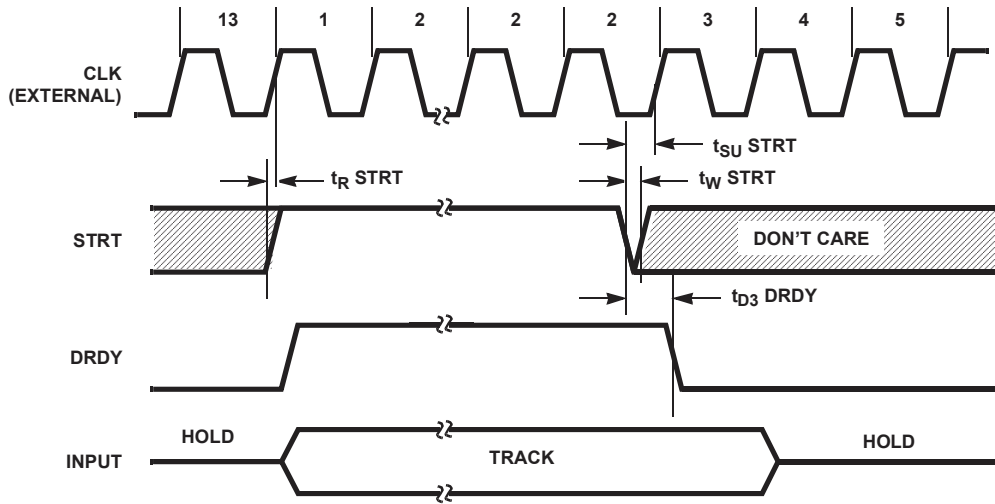 13 1 2 2 2 3 4 5
CLK
(EXTERNAL)
tSU STRT
tR STRT
tW STRT
STRT
DON'T CARE
tD3 DRDY
DRDY
HOLD
HOLD
INPUT
TRACK